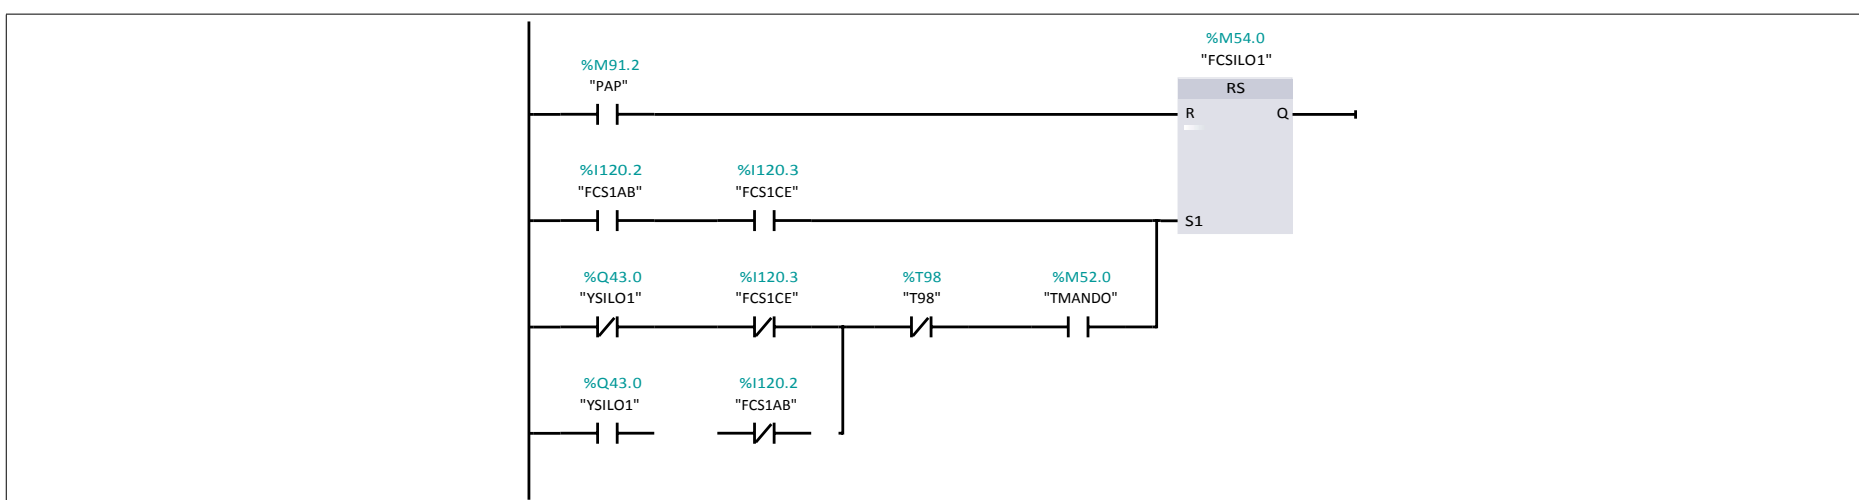 %M54.0
"FCSILO1"
%M91.2
"PAP"
RS
R
Q
%I120.2
%I120.3
"FCS1AB"
"FCS1CE"
S1
%Q43.0
%I120.3
%T98
%M52.0
"YSILO1"
"FCS1CE"
"T98"
"TMANDO"
%Q43.0
%I120.2
"YSILO1"
"FCS1AB"